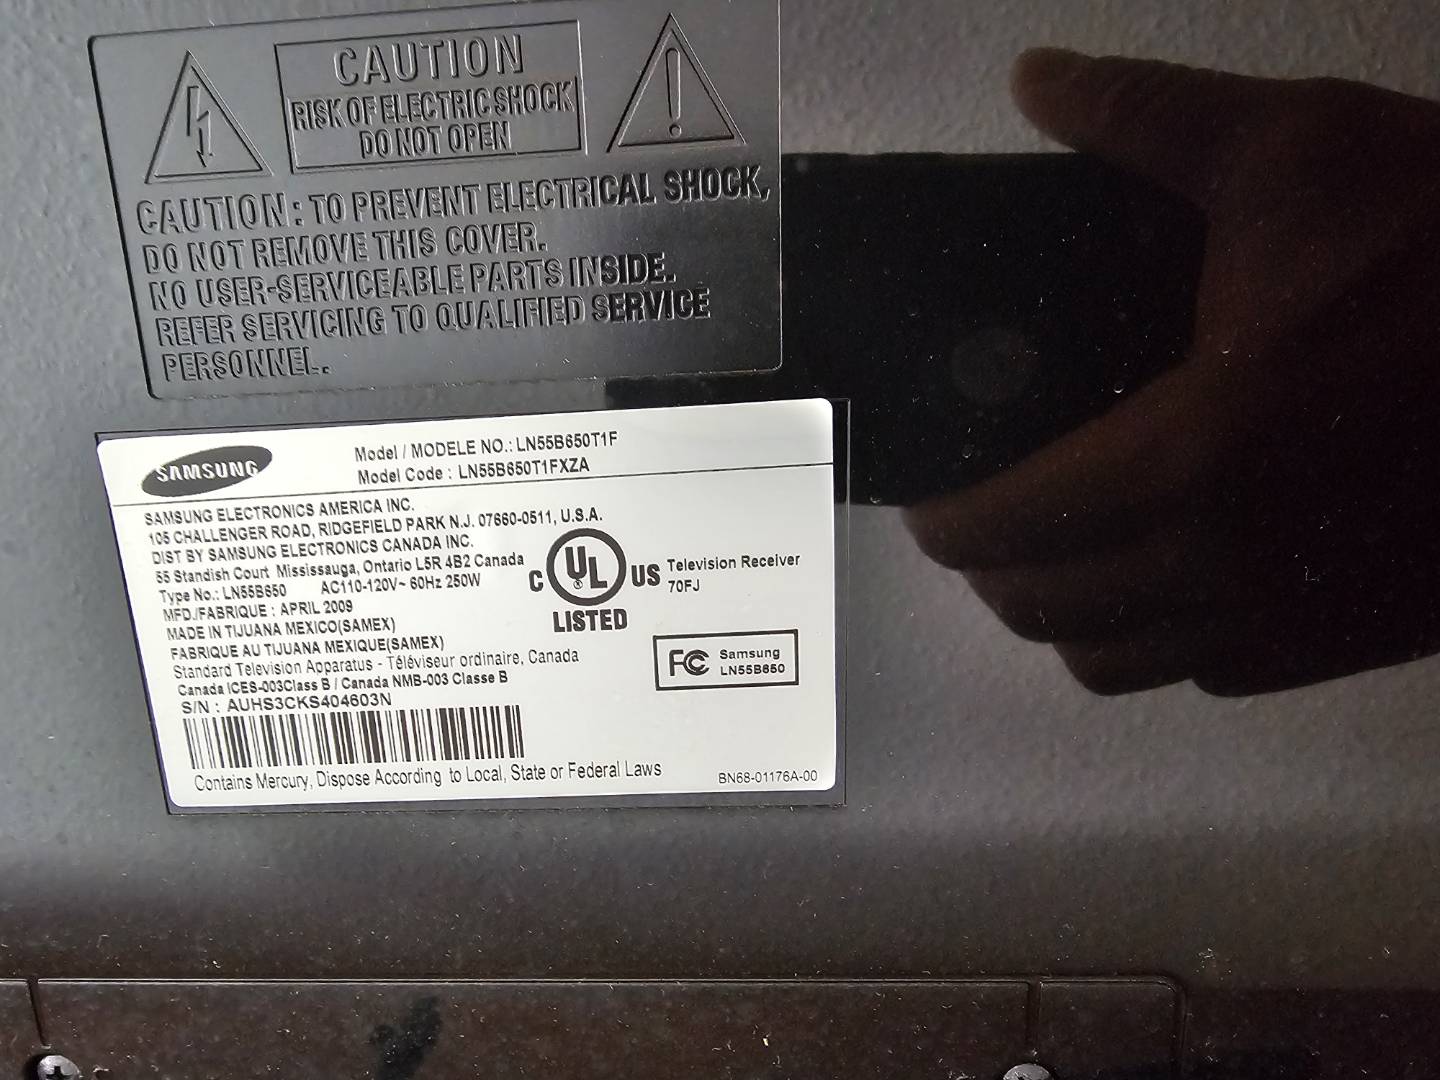 CAUTION
RISK OF ELECTRIC SHOCK
DO NOT OPEN
CAUTION: TO PREVENT ELECTRICAL SHOCK,
DO NOT REMOVE THIS COVER.
NO USER-SERVICEABLE PARTS INSIDE.
REFER SERVICING TO QUALIFIED SERVICE
PERSONNEL.
SAMSUNG
Model / MODELE NO.: LN55B650T1F
Model Code : LN55B650T1FXZA
SAMSUNG ELECTRONICS AMERICA INC.
105 CHALLENGER ROAD, RIDGEFIELD PARK N.J. 07660-0511, U.S.A.
DIST BY SAMSUNG ELECTRONICS CANADA INC.
55 Standish Court Mississauga, Ontario L5R 4B2 Canada
Type No.: LN55B650 AC110-120V~ 60Hz 250W
MFD./FABRIQUE : APRIL 2009
MADE IN TIJUANA MEXICO(SAMEX)
FABRIQUE AU TIJUANA MEXIQUE(SAMEX)
Standard Television Apparatus - Téléviseur ordinaire, Canada
Canada ICES-003Class B / Canada NMB-003 Classe B
S/N : AUHS3CKS404603N
Contains Mercury, Dispose According to Local, State or Federal Laws
C UL ® US
LISTED
Television Receiver
70FJ
FC Samsung
LN55B650
BN68-01176A-00